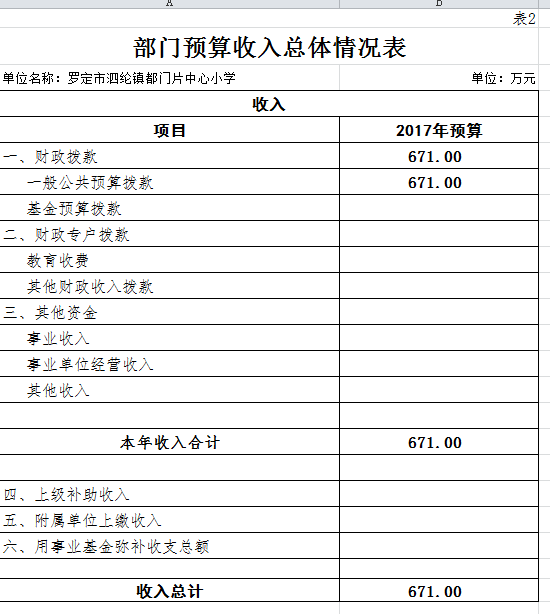 A B
表2
部门预算收入总体情况表
单位名称：罗定市泗纶镇都门片中心小学 单位：万元
收入
项目 2017年预算
一、财政拨款 671.00
一般公共预算拨款 671.00
基金预算拨款
二、财政专户拨款
教育收费
其他财政收入拨款
三、其他资金
事业收入
事业单位经营收入
其他收入
本年收入合计 671.00
四、上级补助收入
五、附属单位上缴收入
六、用事业基金弥补收支总额
收入总计 671.00